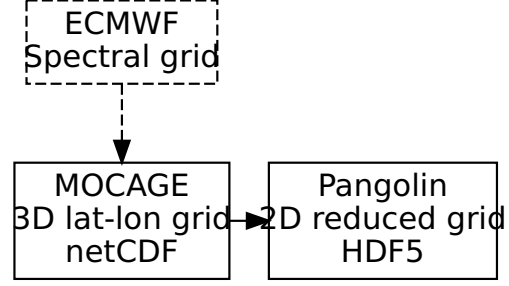 ECMWF
Spectral grid
MOCAGE
3D lat-lon grid
netCDF
Pangolin
2D reduced grid
HDF5